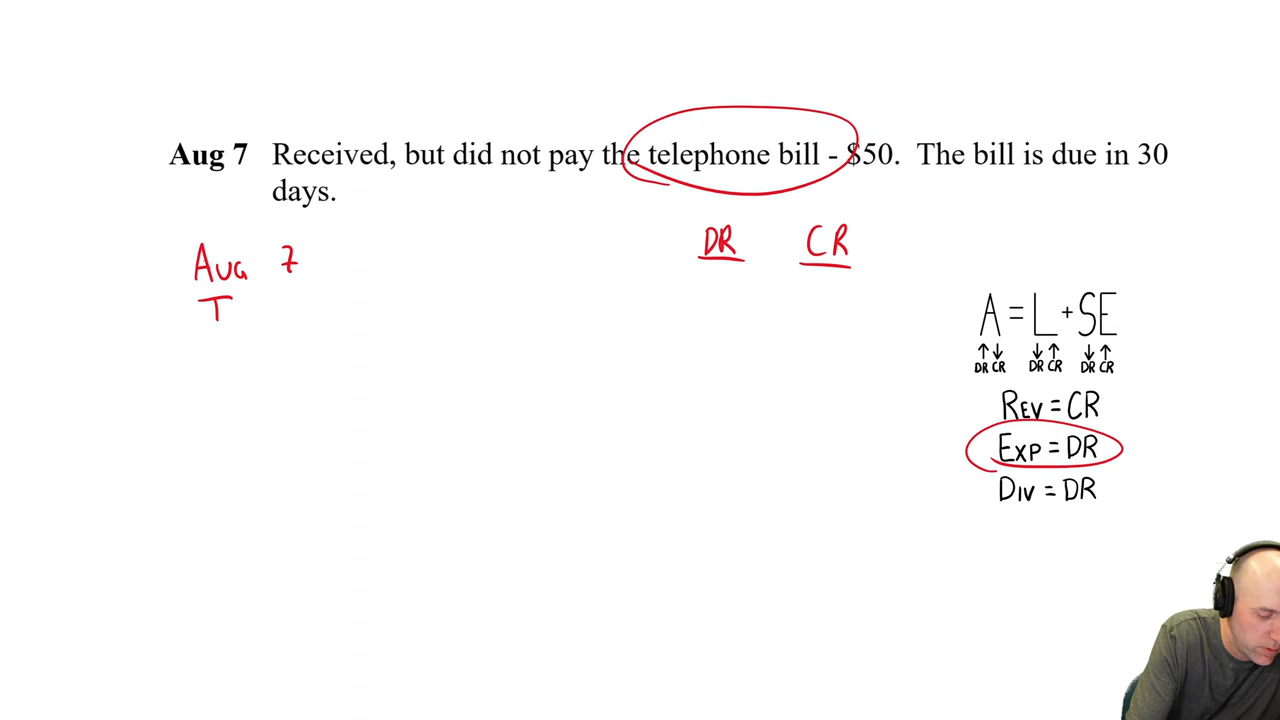 Aug 7 Received, but did not pay the telephone bill - $50. The bill is due in 30
days.
DR CR
Aug 7
T
A = L + SE
DR CR DR CR DR CR
REV = CR
EXP = DR
DIV = DR